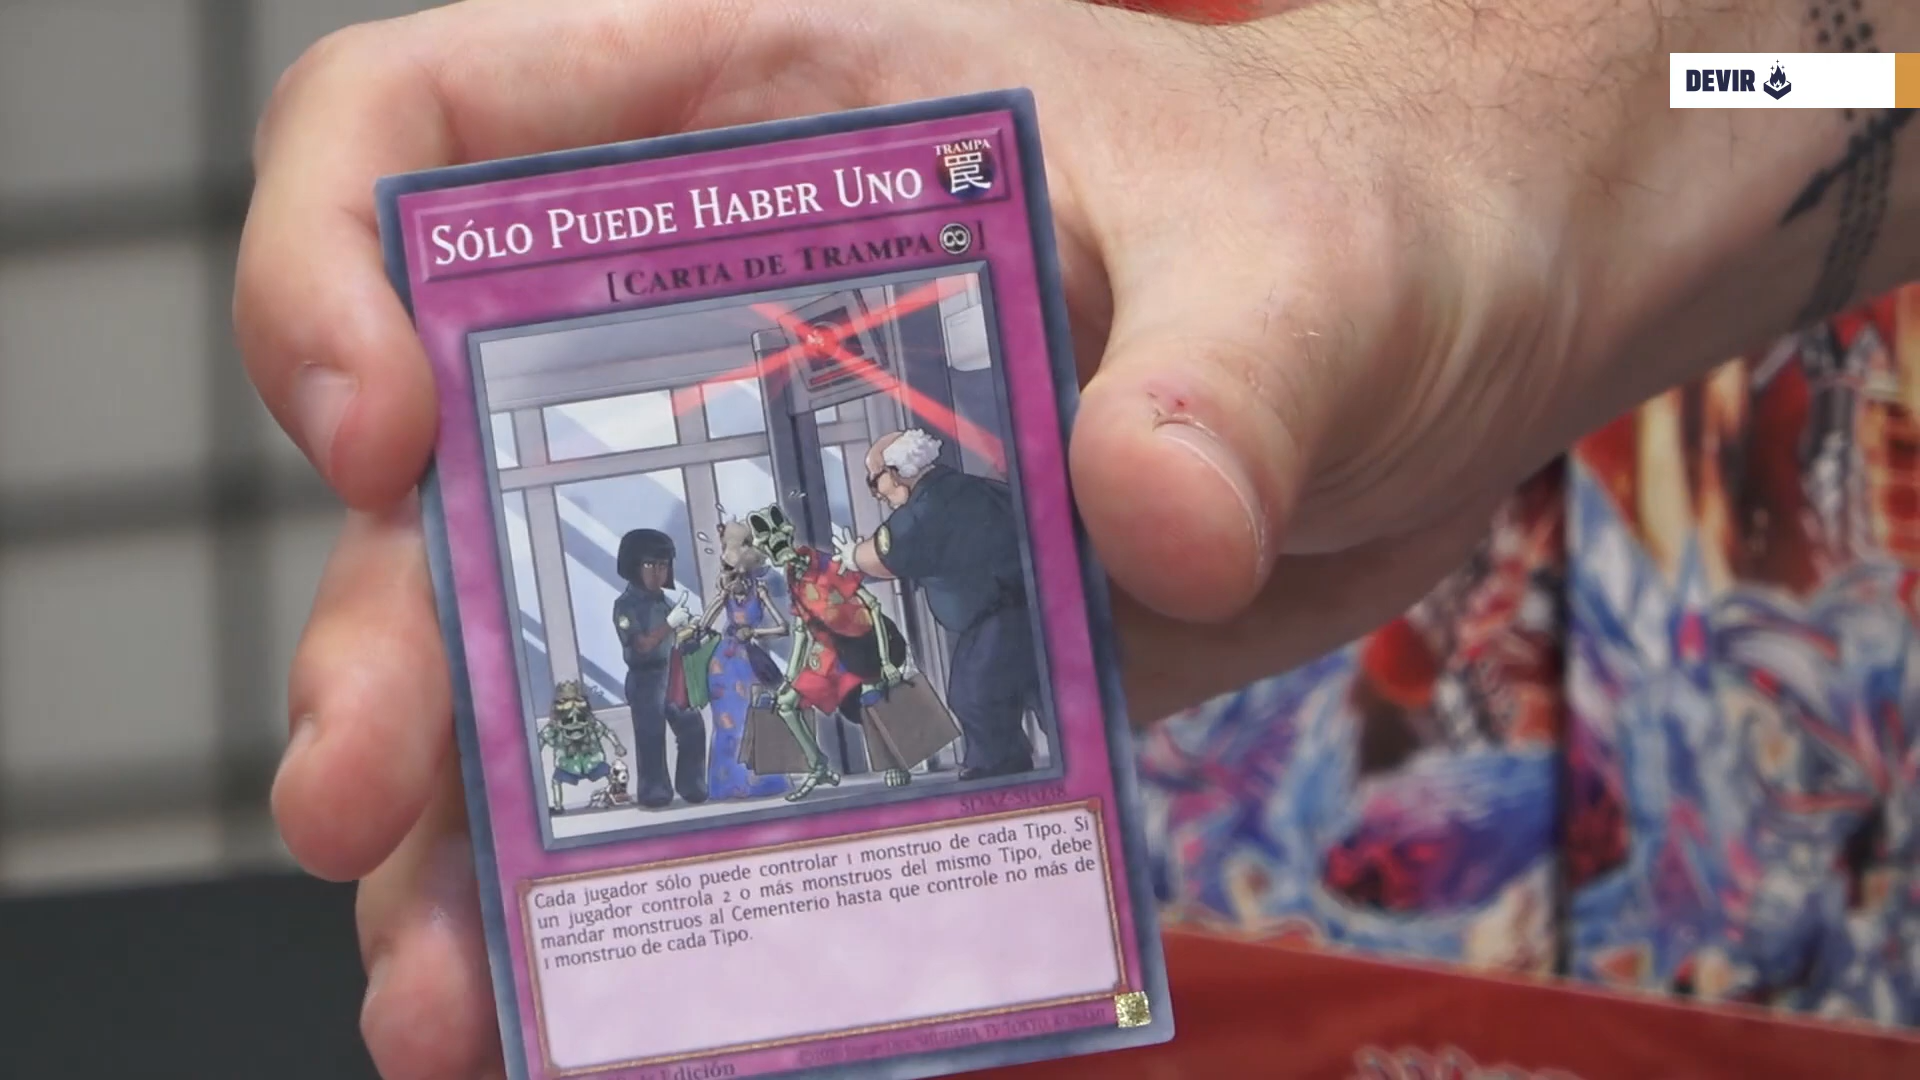 DEVIR
TRAMPA
罠
SÓLO PUEDE HABER UNO
[CARTA DE TRAMPA ]
Cada jugador sólo puede controlar 1 monstruo de cada Tipo. Si
un jugador controla 2 o más monstruos del mismo Tipo, debe
mandar monstruos al Cementerio hasta que controle no más de
1 monstruo de cada Tipo.
Edición